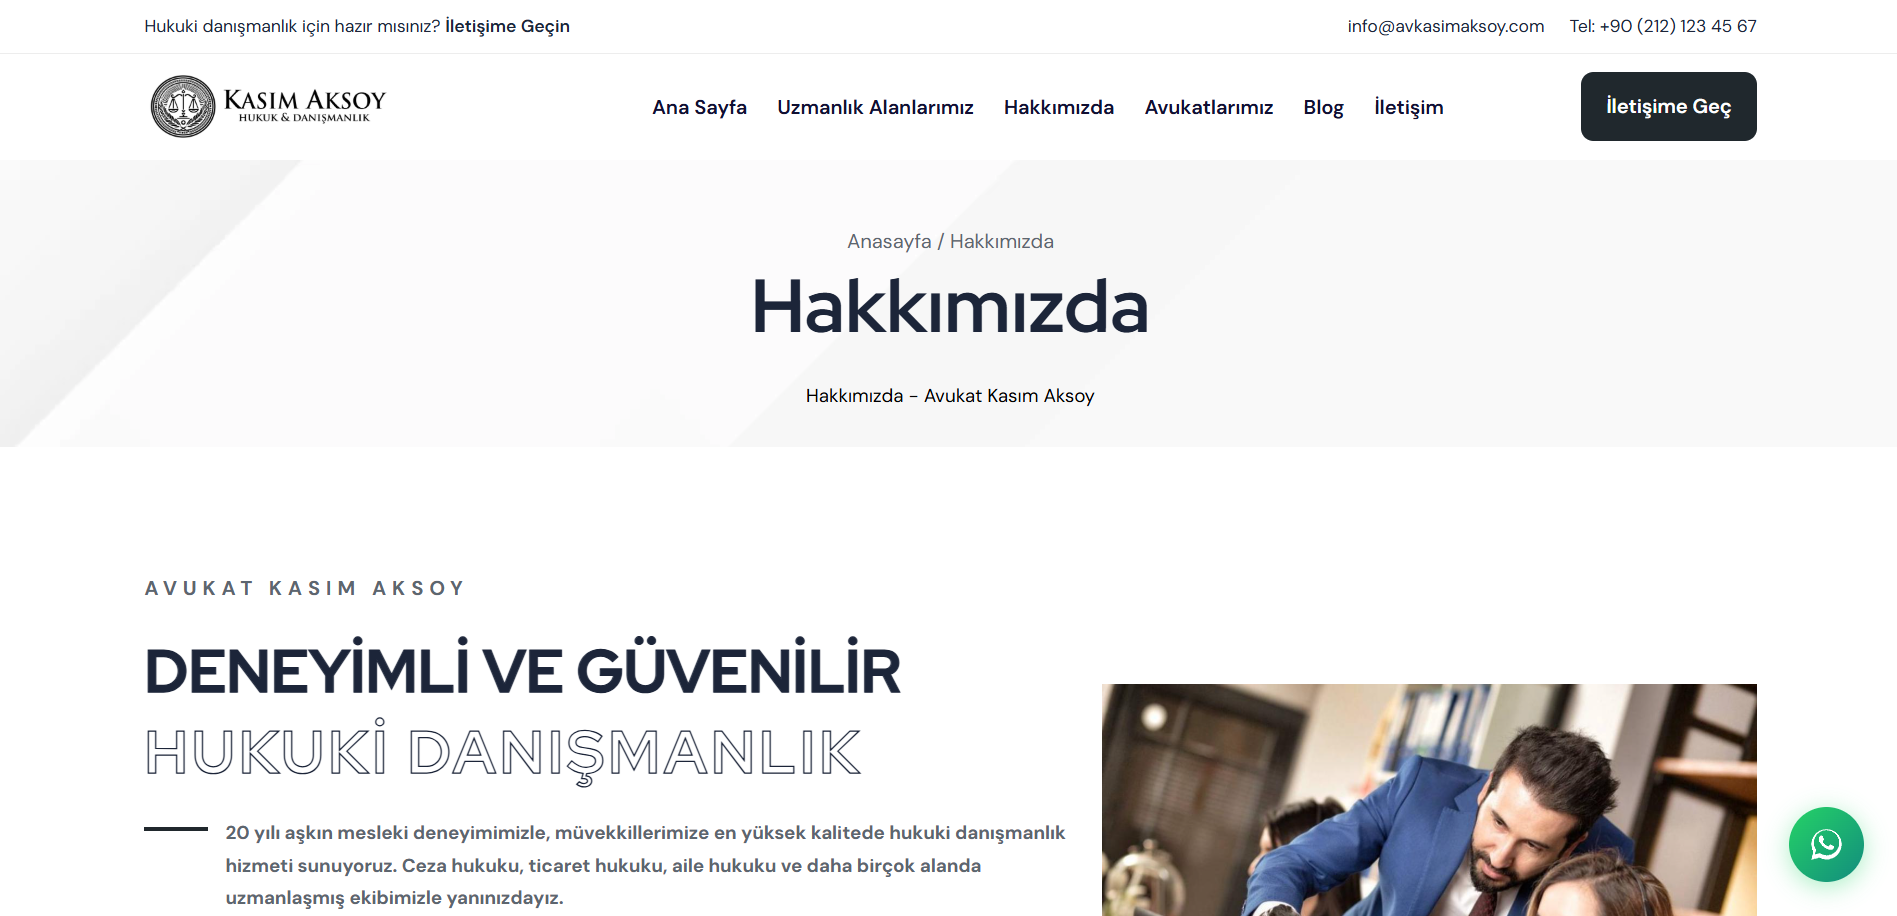 Hukuki danışmanlık için hazır mısınız? İletişime Geçin
info@avkasimaksoy.com
Tel: +90 (212) 123 45 67
KASIM AKSOY
HUKUK & DANIŞMANLIK
Ana Sayfa
Uzmanlık Alanlarımız
Hakkımızda
Avukatlarımız
Blog
İletişim
İletişime Geç
Anasayfa / Hakkımızda
Hakkımızda
Hakkımızda - Avukat Kasım Aksoy
AVUKAT KASIM AKSOY
DENEYİMLİ VE GÜVENİLİR
HUKUKİ DANIŞMANLIK
20 yılı aşkın mesleki deneyimimizle, müvekkillerimize en yüksek kalitede hukuki danışmanlık
hizmeti sunuyoruz. Ceza hukuku, ticaret hukuku, aile hukuku ve daha birçok alanda
uzmanlaşmış ekibimizle yanınızdayız.